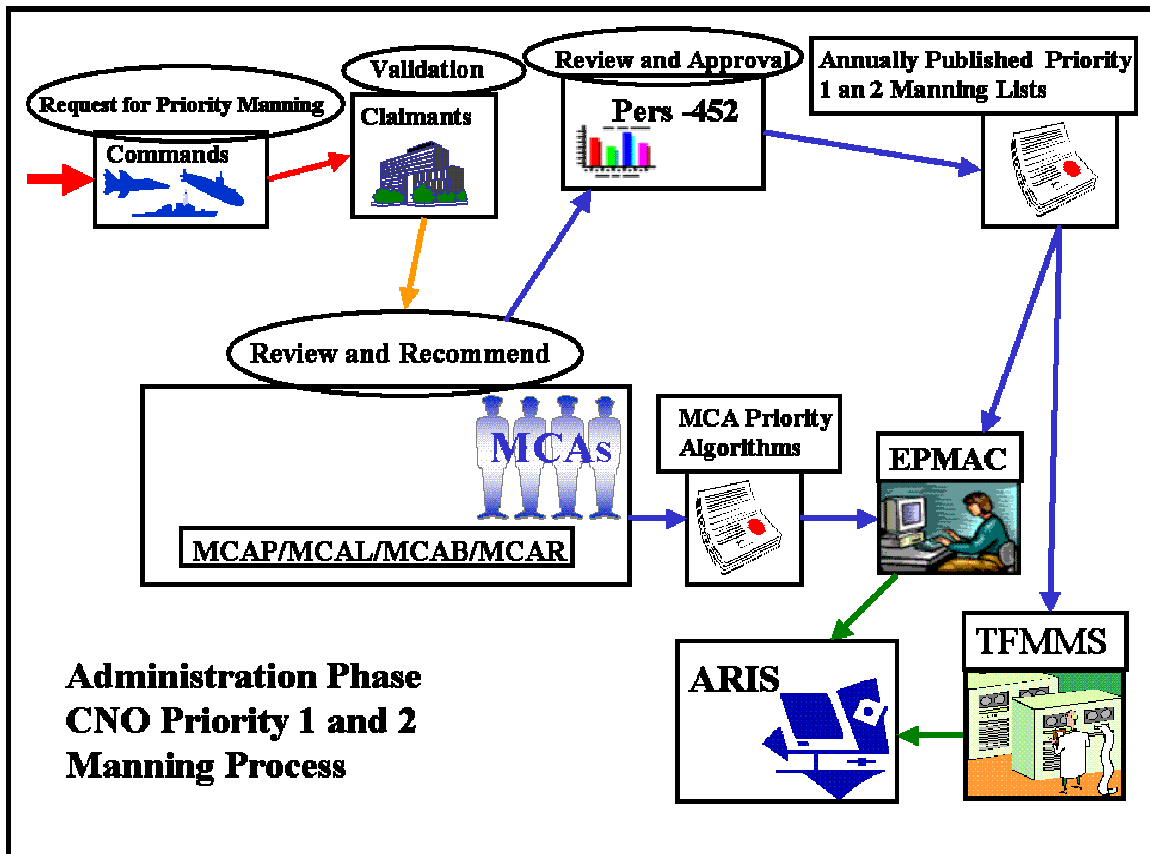 Request for Priority Manning
Commands
Validation
Claimants
Review and Approval
Pers -452
Annually Published Priority
1 an 2 Manning Lists
Review and Recommend
MCAs
MCAP/MCAL/MCAB/MCAR
MCA Priority
Algorithms
EPMAC
TFMMS
ARIS
Administration Phase
CNO Priority 1 and 2
Manning Process